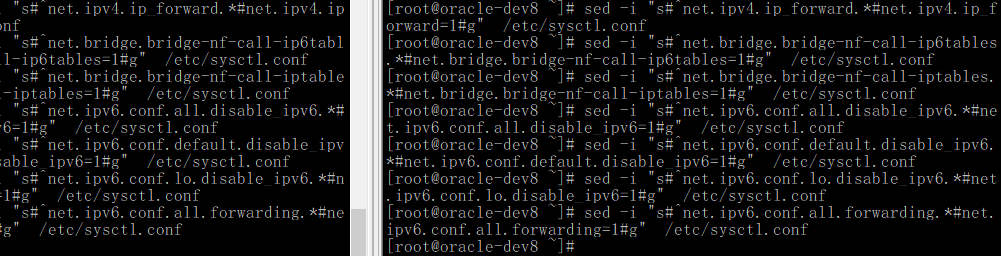 "s#^net.ipv4.ip_forward.*#net.ipv4.ip
onf
"s#^net.bridge.bridge-nf-call-ip6tabl
ll-ip6tables=1#g"  /etc/sysctl.conf
"s#^net.bridge.bridge-nf-call-iptable
-iptables=1#g"  /etc/sysctl.conf
"s#^net.ipv6.conf.all.disable_ipv6.*#
v6=1#g"  /etc/sysctl.conf
"s#^net.ipv6.conf.default.disable_ipv
sable_ipv6=1#g"  /etc/sysctl.conf
"s#^net.ipv6.conf.lo.disable_ipv6.*#n
=1#g"  /etc/sysctl.conf
"s#^net.ipv6.conf.all.forwarding.*#ne
#g"  /etc/sysctl.conf
[root@oracle-dev8 ~]# sed -i "s#^net.ipv4.ip_forward.*#net.ipv4.ip_f
orward=1#g"  /etc/sysctl.conf
[root@oracle-dev8 ~]# sed -i "s#^net.bridge.bridge-nf-call-ip6tables
.*#net.bridge.bridge-nf-call-ip6tables=1#g"  /etc/sysctl.conf
[root@oracle-dev8 ~]# sed -i "s#^net.bridge.bridge-nf-call-iptables.
*#net.bridge.bridge-nf-call-iptables=1#g"  /etc/sysctl.conf
[root@oracle-dev8 ~]# sed -i "s#^net.ipv6.conf.all.disable_ipv6.*#ne
t.ipv6.conf.all.disable_ipv6=1#g"  /etc/sysctl.conf
[root@oracle-dev8 ~]# sed -i "s#^net.ipv6.conf.default.disable_ipv6.
*#net.ipv6.conf.default.disable_ipv6=1#g"  /etc/sysctl.conf
[root@oracle-dev8 ~]# sed -i "s#^net.ipv6.conf.lo.disable_ipv6.*#net
.ipv6.conf.lo.disable_ipv6=1#g"  /etc/sysctl.conf
[root@oracle-dev8 ~]# sed -i "s#^net.ipv6.conf.all.forwarding.*#net.
ipv6.conf.all.forwarding=1#g"  /etc/sysctl.conf
[root@oracle-dev8 ~]#